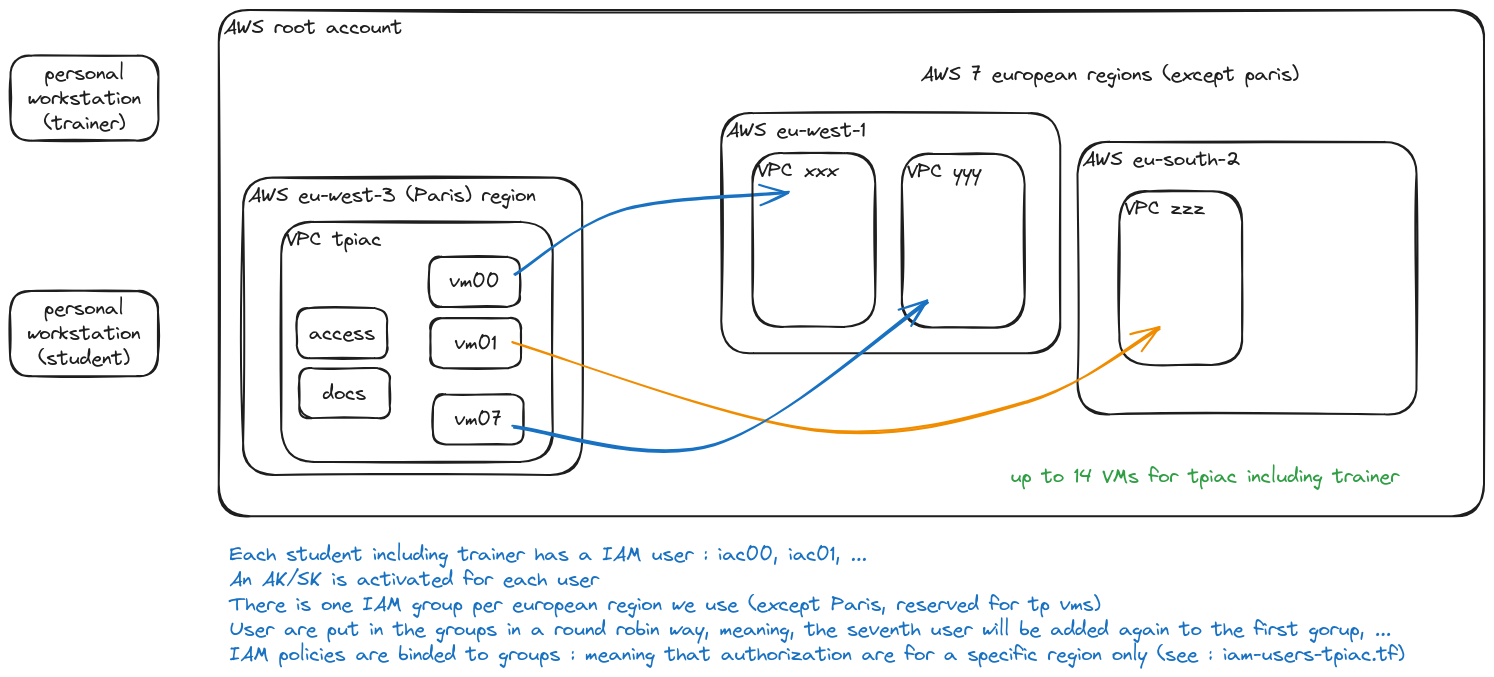 AWS root account
personal
workstation
(trainer)
AWS 7 european regions (except paris)
AWS eu-west-1
VPC xxx
VPC yyy
AWS eu-south-2
VPC zzz
AWS eu-west-3 (Paris) region
VPC tpiac
vm00
access
vm01
docs
vm07
personal
workstation
(student)
up to 14 VMs for tpiac including trainer
Each student including trainer has a IAM user : iac00, iac01, ...
An AK/SK is activated for each user
There is one IAM group per european region we use (except Paris, reserved for tp vms)
User are put in the groups in a round robin way, meaning, the seventh user will be added again to the first gorup, ...
IAM policies are binded to groups : meaning that authorization are for a specific region only (see : iam-users-tpiac.tf)